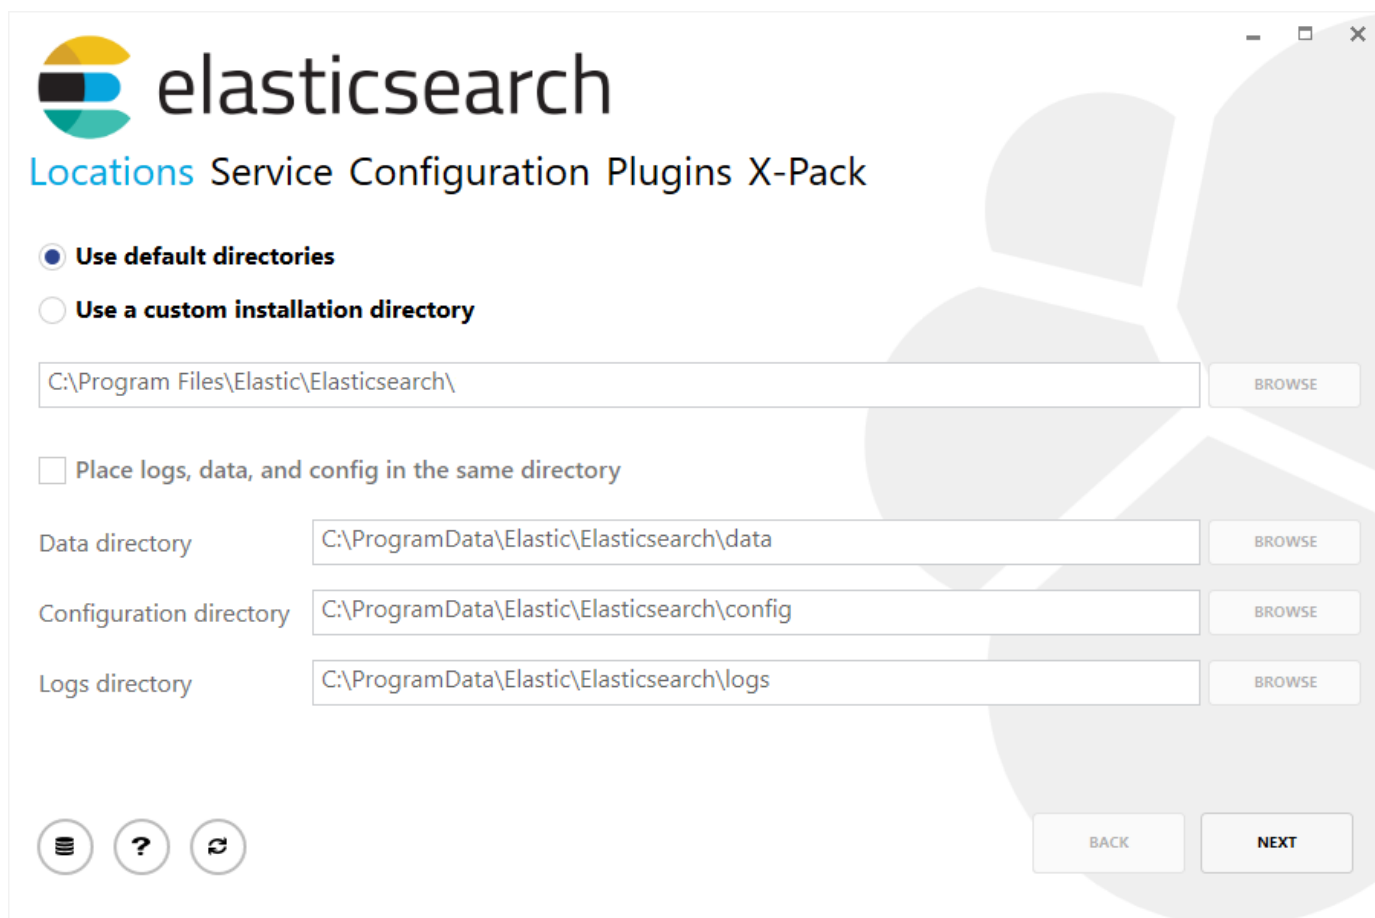 elasticsearch
Locations Service Configuration Plugins X-Pack
Use default directories
Use a custom installation directory
C:\Program Files\Elastic\Elasticsearch\
BROWSE
Place logs, data, and config in the same directory
Data directory
C:\ProgramData\Elastic\Elasticsearch\data
BROWSE
Configuration directory
C:\ProgramData\Elastic\Elasticsearch\config
BROWSE
Logs directory
C:\ProgramData\Elastic\Elasticsearch\logs
BROWSE
?
BACK
NEXT